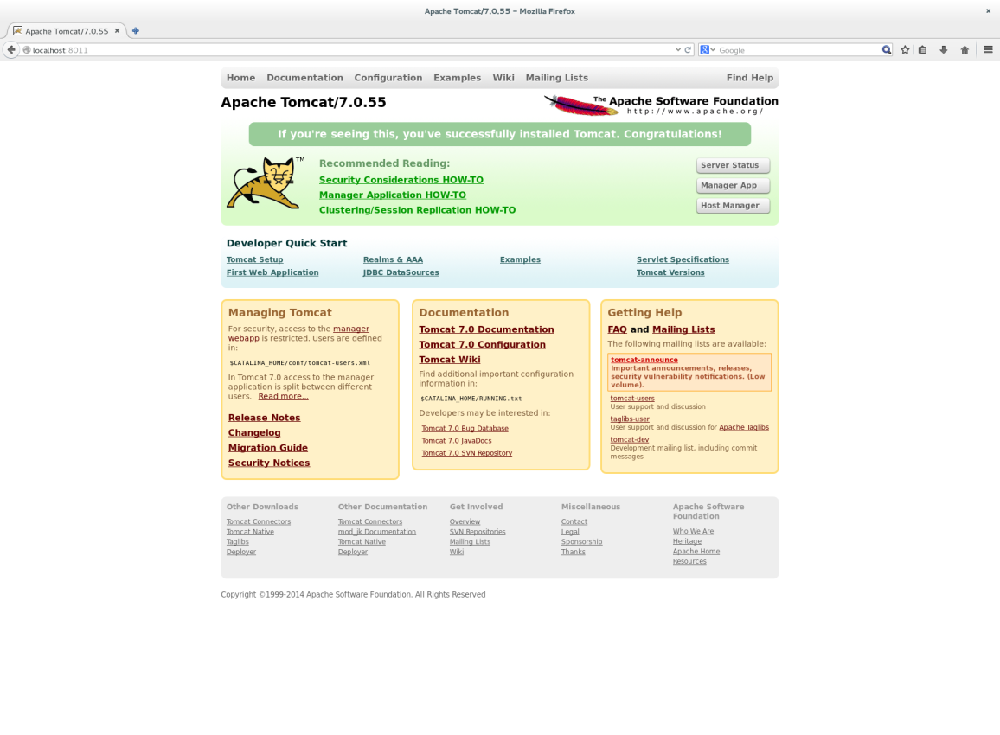 Apache Tomcat/7.0.55 - Mozilla Firefox
Apache Tomcat/7.0.55
localhost:8011
Google
Home Documentation Configuration Examples Wiki Mailing Lists Find Help
Apache Tomcat/7.0.55
The Apache Software Foundation
http://www.apache.org/
If you're seeing this, you've successfully installed Tomcat. Congratulations!
TM
Recommended Reading:
Security Considerations HOW-TO
Manager Application HOW-TO
Clustering/Session Replication HOW-TO
Server Status
Manager App
Host Manager
Developer Quick Start
Tomcat Setup
First Web Application
Realms & AAA
JDBC DataSources
Examples
Servlet Specifications
Tomcat Versions
Managing Tomcat
For security, access to the manager
webapp is restricted. Users are defined
in:
$CATALINA_HOME/conf/tomcat-users.xml
In Tomcat 7.0 access to the manager
application is split between different
users. Read more...
Release Notes
Changelog
Migration Guide
Security Notices
Documentation
Tomcat 7.0 Documentation
Tomcat 7.0 Configuration
Tomcat Wiki
Find additional important configuration
information in:
$CATALINA_HOME/RUNNING.txt
Developers may be interested in:
Tomcat 7.0 Bug Database
Tomcat 7.0 JavaDocs
Tomcat 7.0 SVN Repository
Getting Help
FAQ and Mailing Lists
The following mailing lists are available:
tomcat-announce
Important announcements, releases,
security vulnerability notifications. (Low
volume).
tomcat-users
User support and discussion
taglibs-user
User support and discussion for Apache Taglibs
tomcat-dev
Development mailing list, including commit
messages
Other Downloads
Tomcat Connectors
Tomcat Native
Taglibs
Deployer
Other Documentation
Tomcat Connectors
mod_jk Documentation
Tomcat Native
Deployer
Get Involved
Overview
SVN Repositories
Mailing Lists
Wiki
Miscellaneous
Contact
Legal
Sponsorship
Thanks
Apache Software
Foundation
Who We Are
Heritage
Apache Home
Resources
Copyright ©1999-2014 Apache Software Foundation. All Rights Reserved